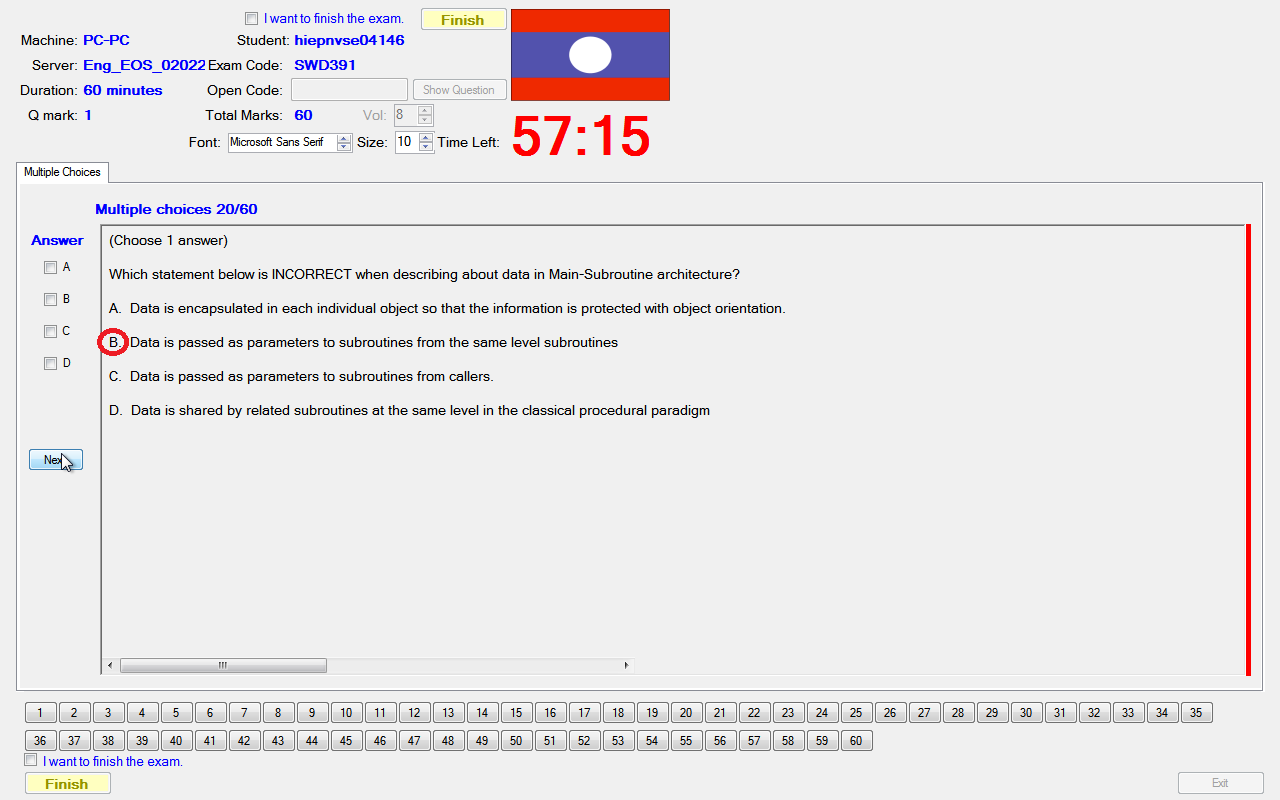 I want to finish the exam. Finish
Machine: PC-PC Student: hiepnvse04146
Server: Eng_EOS_02022 Exam Code: SWD391
Duration: 60 minutes Open Code: Show Question
Q mark: 1 Total Marks: 60 Vol: 8
Font: Microsoft Sans Serif Size: 10 Time Left: 57:15
Multiple Choices
Multiple choices 20/60
Answer
A
B
C
D
Next
(Choose 1 answer)
Which statement below is INCORRECT when describing about data in Main-Subroutine architecture?
A. Data is encapsulated in each individual object so that the information is protected with object orientation.
B. Data is passed as parameters to subroutines from the same level subroutines
C. Data is passed as parameters to subroutines from callers.
D. Data is shared by related subroutines at the same level in the classical procedural paradigm
1 2 3 4 5 6 7 8 9 10 11 12 13 14 15 16 17 18 19 20 21 22 23 24 25 26 27 28 29 30 31 32 33 34 35
36 37 38 39 40 41 42 43 44 45 46 47 48 49 50 51 52 53 54 55 56 57 58 59 60
I want to finish the exam.
Finish Exit